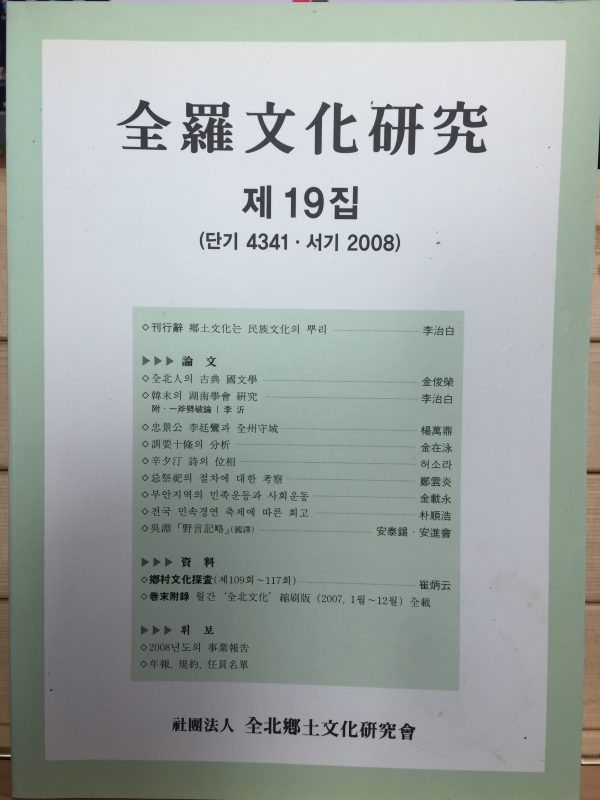 全羅文化硏究
제 19집
(단기 4341 · 서기 2008)
◇刊行辭 鄕土文化는 民族文化의 뿌리 李治白
▶▶▶ 論 文
◇全北人의 古典 國文學 金俊榮
◇韓末의 湖南學會 硏究 李治白
附·一斧劈破論 | 李 沂
◇忠景公 李廷鸞과 全州守城 楊萬鼎
◇訓要十條의 分析 金在泳
◇辛夕汀 詩의 位相 허소라
◇忌祭祀의 절차에 대한 考察 鄭雲炎
◇부안지역의 민족운동과 사회운동 金載永
◇전국 민속경연 축제에 따른 회고 朴順浩
◇吳淵「野言記略」(國譯) 安泰鍚·安進會
▶▶▶ 資 料
◇鄕村文化探査(제109회~117회) 崔炳云
◇卷末附錄 월간 '全北文化' 縮刷版 (2007, 1월~12월) 全載
▶▶▶ 휘 보
◇2008년도의 事業報告
◇年報, 規約, 任員名單
社團法人 全北鄕土文化硏究會